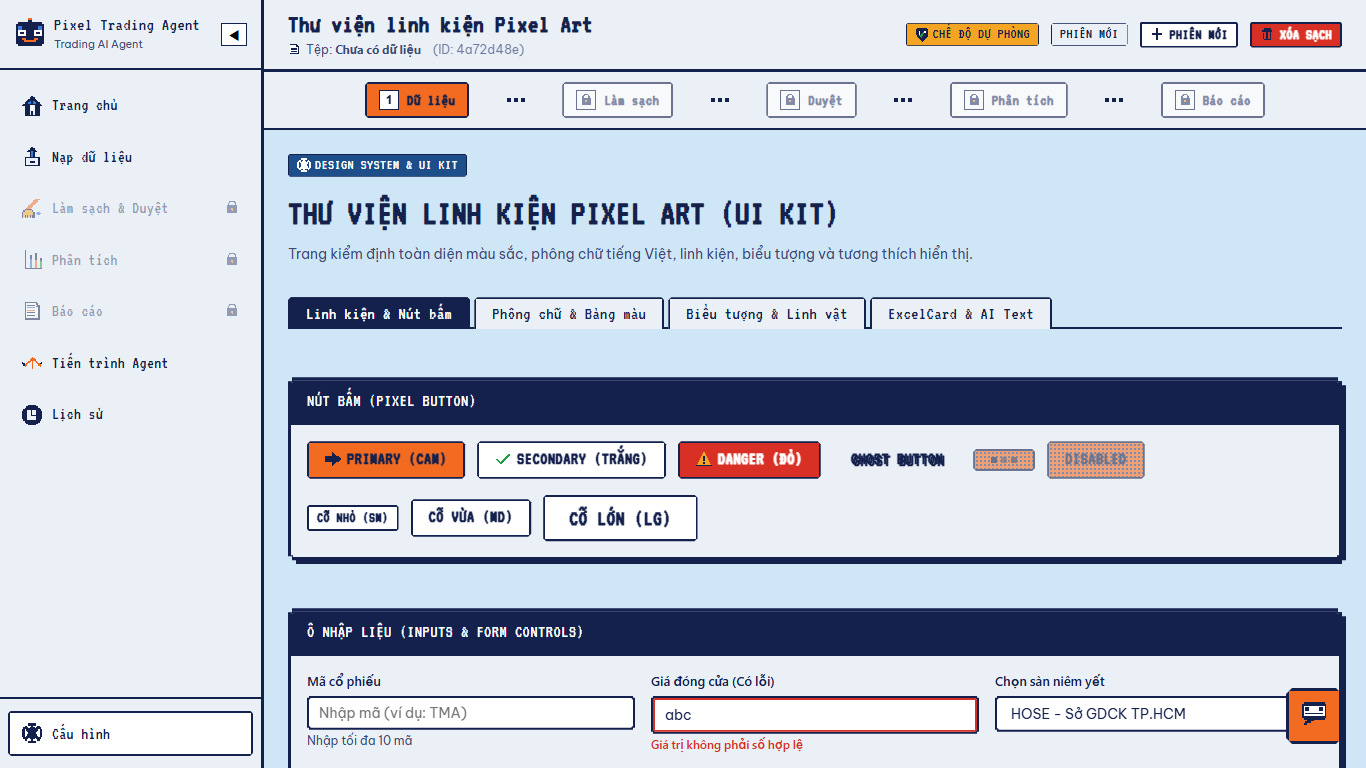 Pixel Trading Agent
Trading AI Agent
Trang chủ
Nạp dữ liệu
Làm sạch & Duyệt
Phân tích
Báo cáo
Tiến trình Agent
Lịch sử
Cấu hình
Thư viện linh kiện Pixel Art
Tệp: Chưa có dữ liệu (ID: 4a72d48e)
CHẾ ĐỘ DỰ PHÒNG
PHIÊN MỚI
PHIÊN MỚI
XÓA SẠCH
1 Dữ liệu
Làm sạch
Duyệt
Phân tích
Báo cáo
DESIGN SYSTEM & UI KIT
THƯ VIỆN LINH KIỆN PIXEL ART (UI KIT)
Trang kiểm định toàn diện màu sắc, phông chữ tiếng Việt, linh kiện, biểu tượng và tương thích hiển thị.
Linh kiện & Nút bấm
Phông chữ & Bảng màu
Biểu tượng & Linh vật
ExcelCard & AI Text
NÚT BẤM (PIXEL BUTTON)
PRIMARY (CAM)
SECONDARY (TRẮNG)
DANGER (ĐỎ)
GHOST BUTTON
DISABLED
CỠ NHỎ (SM)
CỠ VỪA (MD)
CỠ LỚN (LG)
Ô NHẬP LIỆU (INPUTS & FORM CONTROLS)
Mã cổ phiếu
Nhập mã (ví dụ: TMA)
Nhập tối đa 10 mã
Giá đóng cửa (Có lỗi)
abc
Giá trị không phải số hợp lệ
Chọn sàn niêm yết
HOSE - Sở GDCK TP.HCM